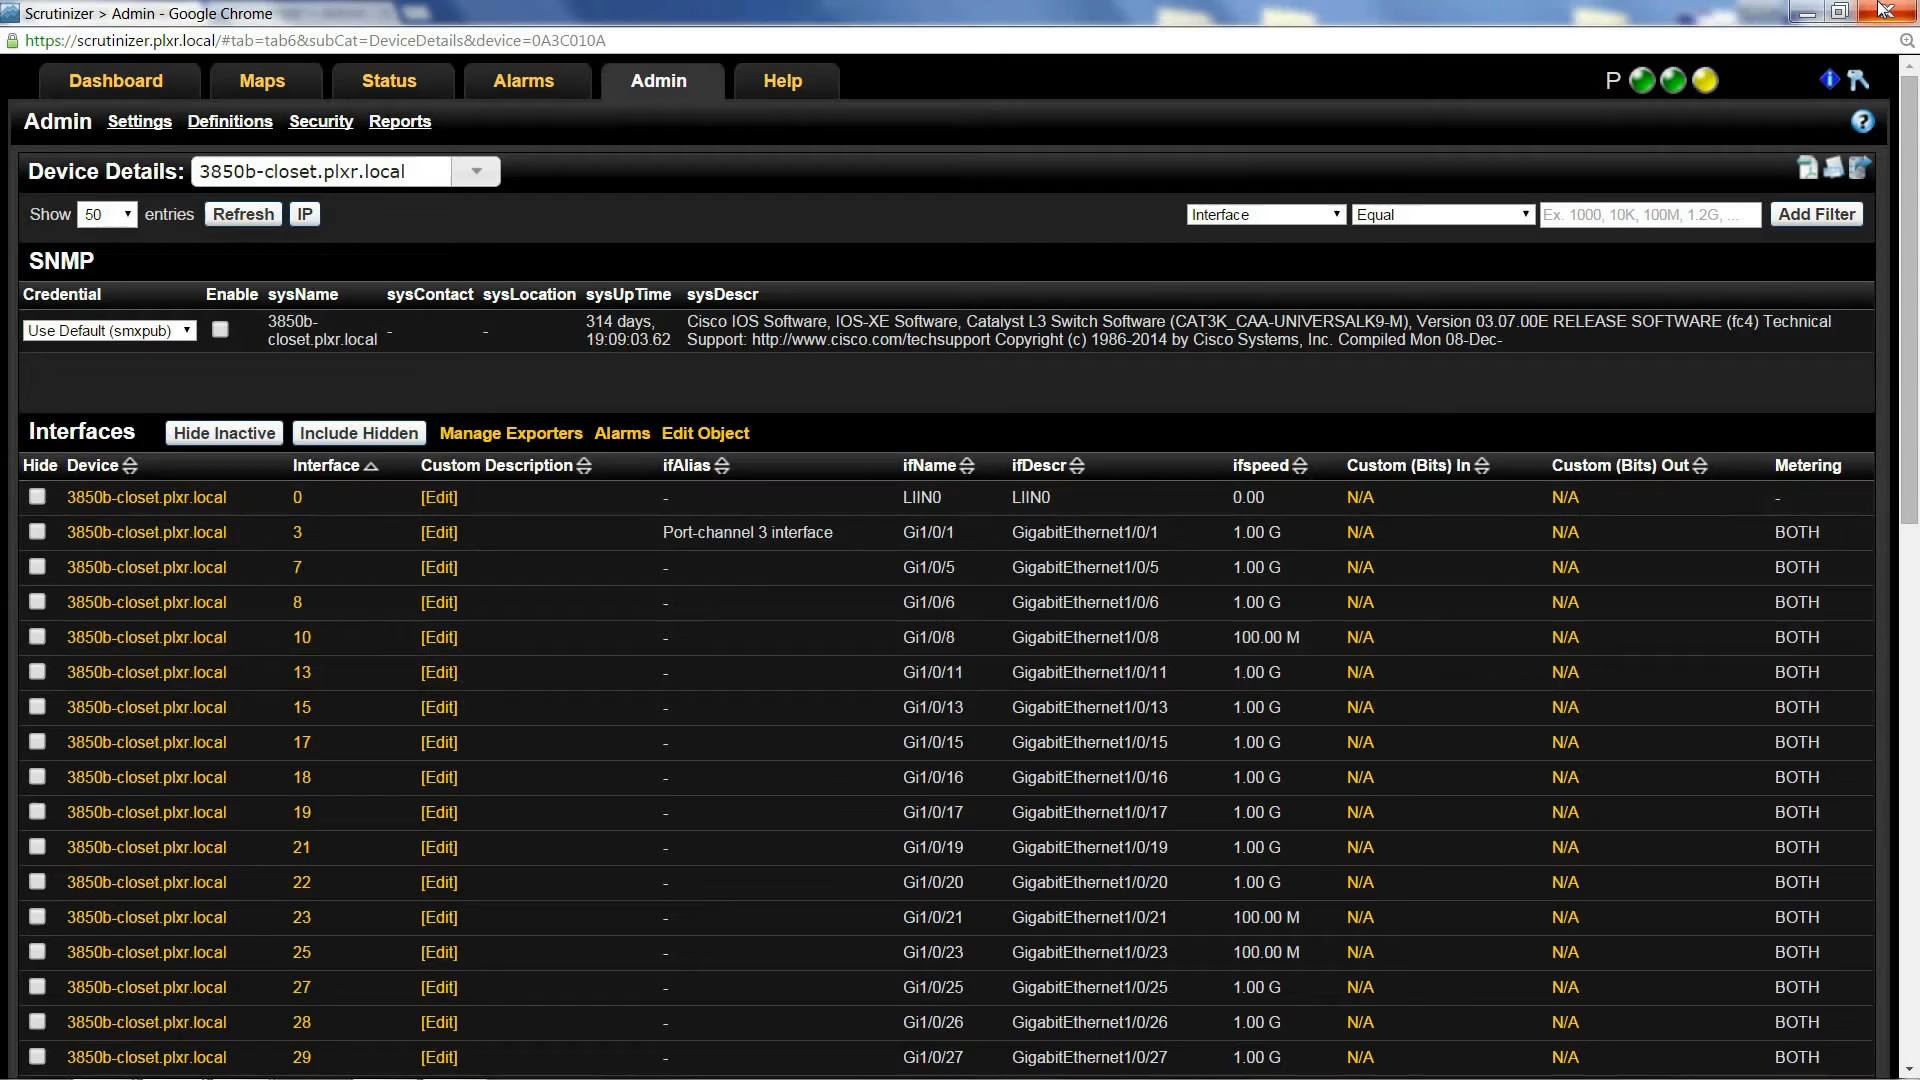 Scrutinizer > Admin - Google Chrome
https://scrutinizer.plxr.local/#tab=tab6&subCat=DeviceDetails&device=0A3C010A
Dashboard Maps Status Alarms Admin Help P
Admin Settings Definitions Security Reports
Device Details: 3850b-closet.plxr.local
Show 50 entries Refresh IP Interface Equal Ex. 1000, 10K, 100M, 1.2G, ... Add Filter
SNMP
Credential Enable sysName sysContact sysLocation sysUpTime sysDescr
Use Default (smxpub) 3850b-closet.plxr.local - - 314 days, 19:09:03.62 Cisco IOS Software, IOS-XE Software, Catalyst L3 Switch Software (CAT3K_CAA-UNIVERSALK9-M), Version 03.07.00E RELEASE SOFTWARE (fc4) Technical
Support: http://www.cisco.com/techsupport Copyright (c) 1986-2014 by Cisco Systems, Inc. Compiled Mon 08-Dec-
Interfaces Hide Inactive Include Hidden Manage Exporters Alarms Edit Object
Hide Device Interface Custom Description ifAlias ifName ifDescr ifspeed Custom (Bits) In Custom (Bits) Out Metering
3850b-closet.plxr.local 0 [Edit] - LIIN0 LIIN0 0.00 N/A N/A -
3850b-closet.plxr.local 3 [Edit] Port-channel 3 interface Gi1/0/1 GigabitEthernet1/0/1 1.00 G N/A N/A BOTH
3850b-closet.plxr.local 7 [Edit] - Gi1/0/5 GigabitEthernet1/0/5 1.00 G N/A N/A BOTH
3850b-closet.plxr.local 8 [Edit] - Gi1/0/6 GigabitEthernet1/0/6 1.00 G N/A N/A BOTH
3850b-closet.plxr.local 10 [Edit] - Gi1/0/8 GigabitEthernet1/0/8 100.00 M N/A N/A BOTH
3850b-closet.plxr.local 13 [Edit] - Gi1/0/11 GigabitEthernet1/0/11 1.00 G N/A N/A BOTH
3850b-closet.plxr.local 15 [Edit] - Gi1/0/13 GigabitEthernet1/0/13 1.00 G N/A N/A BOTH
3850b-closet.plxr.local 17 [Edit] - Gi1/0/15 GigabitEthernet1/0/15 1.00 G N/A N/A BOTH
3850b-closet.plxr.local 18 [Edit] - Gi1/0/16 GigabitEthernet1/0/16 1.00 G N/A N/A BOTH
3850b-closet.plxr.local 19 [Edit] - Gi1/0/17 GigabitEthernet1/0/17 1.00 G N/A N/A BOTH
3850b-closet.plxr.local 21 [Edit] - Gi1/0/19 GigabitEthernet1/0/19 1.00 G N/A N/A BOTH
3850b-closet.plxr.local 22 [Edit] - Gi1/0/20 GigabitEthernet1/0/20 1.00 G N/A N/A BOTH
3850b-closet.plxr.local 23 [Edit] - Gi1/0/21 GigabitEthernet1/0/21 100.00 M N/A N/A BOTH
3850b-closet.plxr.local 25 [Edit] - Gi1/0/23 GigabitEthernet1/0/23 100.00 M N/A N/A BOTH
3850b-closet.plxr.local 27 [Edit] - Gi1/0/25 GigabitEthernet1/0/25 1.00 G N/A N/A BOTH
3850b-closet.plxr.local 28 [Edit] - Gi1/0/26 GigabitEthernet1/0/26 1.00 G N/A N/A BOTH
3850b-closet.plxr.local 29 [Edit] - Gi1/0/27 GigabitEthernet1/0/27 1.00 G N/A N/A BOTH